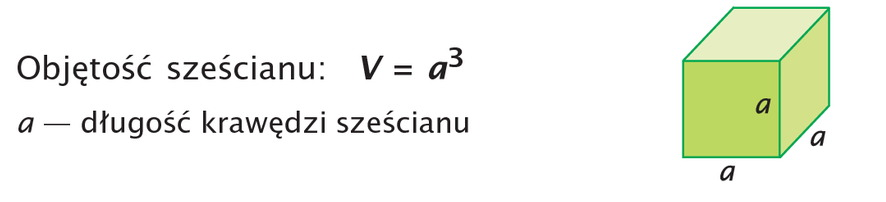 Objętość sześcianu: V = a³
a — długość krawędzi sześcianu
a
a
a